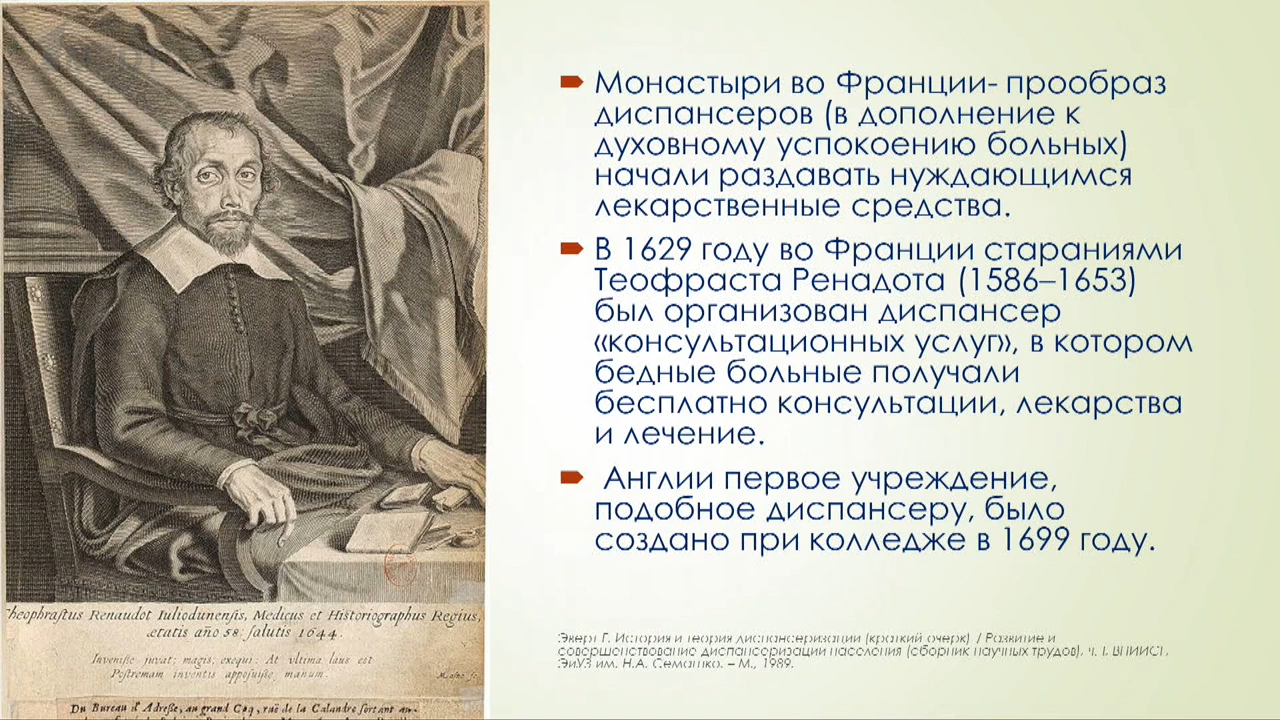 Theophrastus Renaudot Iuliodunensis, Medicus et Historiographus Regius,
ætatis año 58. salutis 1644.
Invenisse juvat; magis, exequi: At vltima laus est
Postremam inventis apposuisse manum.
Du Bureau d'Adresse, au grand Coq, ruë de la Calandre sortant au-
Монастыри во Франции- прообраз
диспансеров (в дополнение к
духовному успокоению больных)
начали раздавать нуждающимся
лекарственные средства.
В 1629 году во Франции стараниями
Теофраста Ренадота (1586–1653)
был организован диспансер
«консультационных услуг», в котором
бедные больные получали
бесплатно консультации, лекарства
и лечение.
Англии первое учреждение,
подобное диспансеру, было
создано при колледже в 1699 году.
Экерт Г. История и теория диспансеризации (краткий очерк) / Развитие и
совершенствование диспансеризации населения (сборник научных трудов), ч. I, ВНИИСГ,
ЭиУЗ им. Н.А. Семашко. – М., 1989.